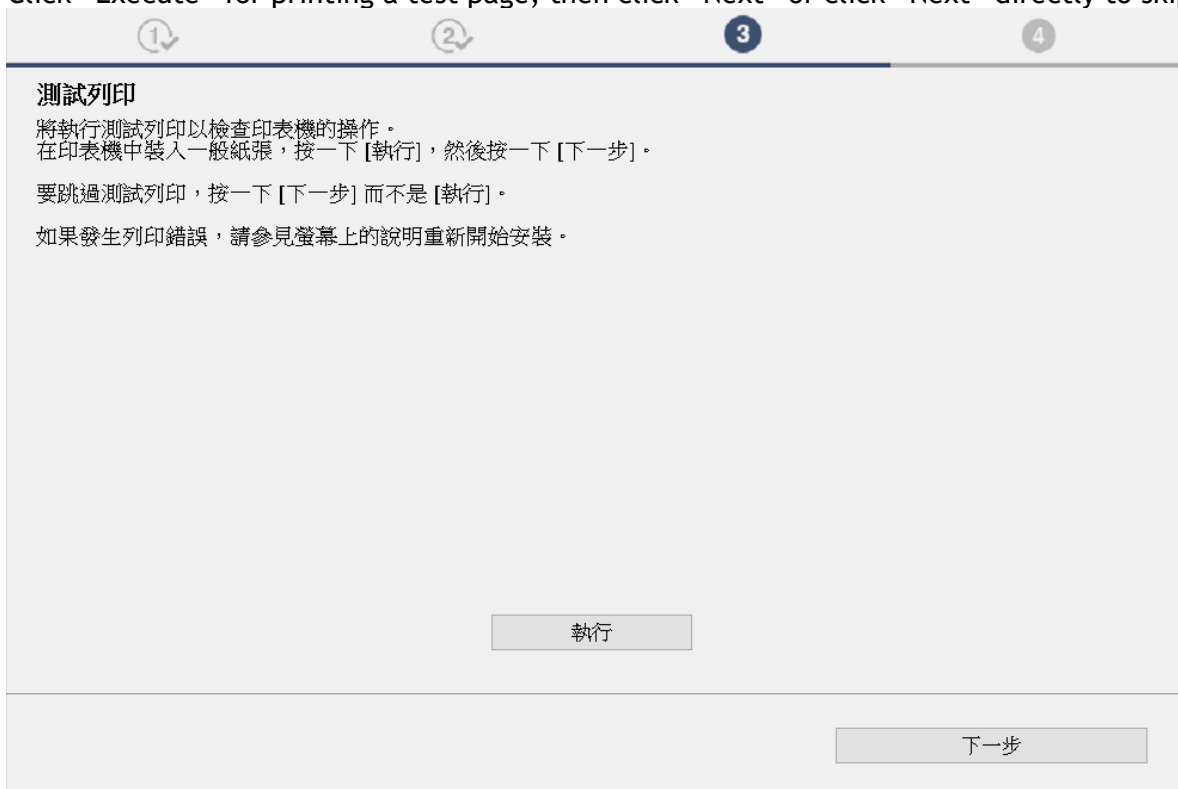 Click "Execute" for printing a test page, then click "Next" or click "Next" directly to
1
2
3
4
測試列印
將執行測試列印以檢查印表機的操作。
在印表機中裝入一般紙張，按一下 [執行]，然後按一下 [下一步]。
要跳過測試列印，按一下 [下一步] 而不是 [執行]。
如果發生列印錯誤，請參見螢幕上的說明重新開始安裝。
執行
下一步